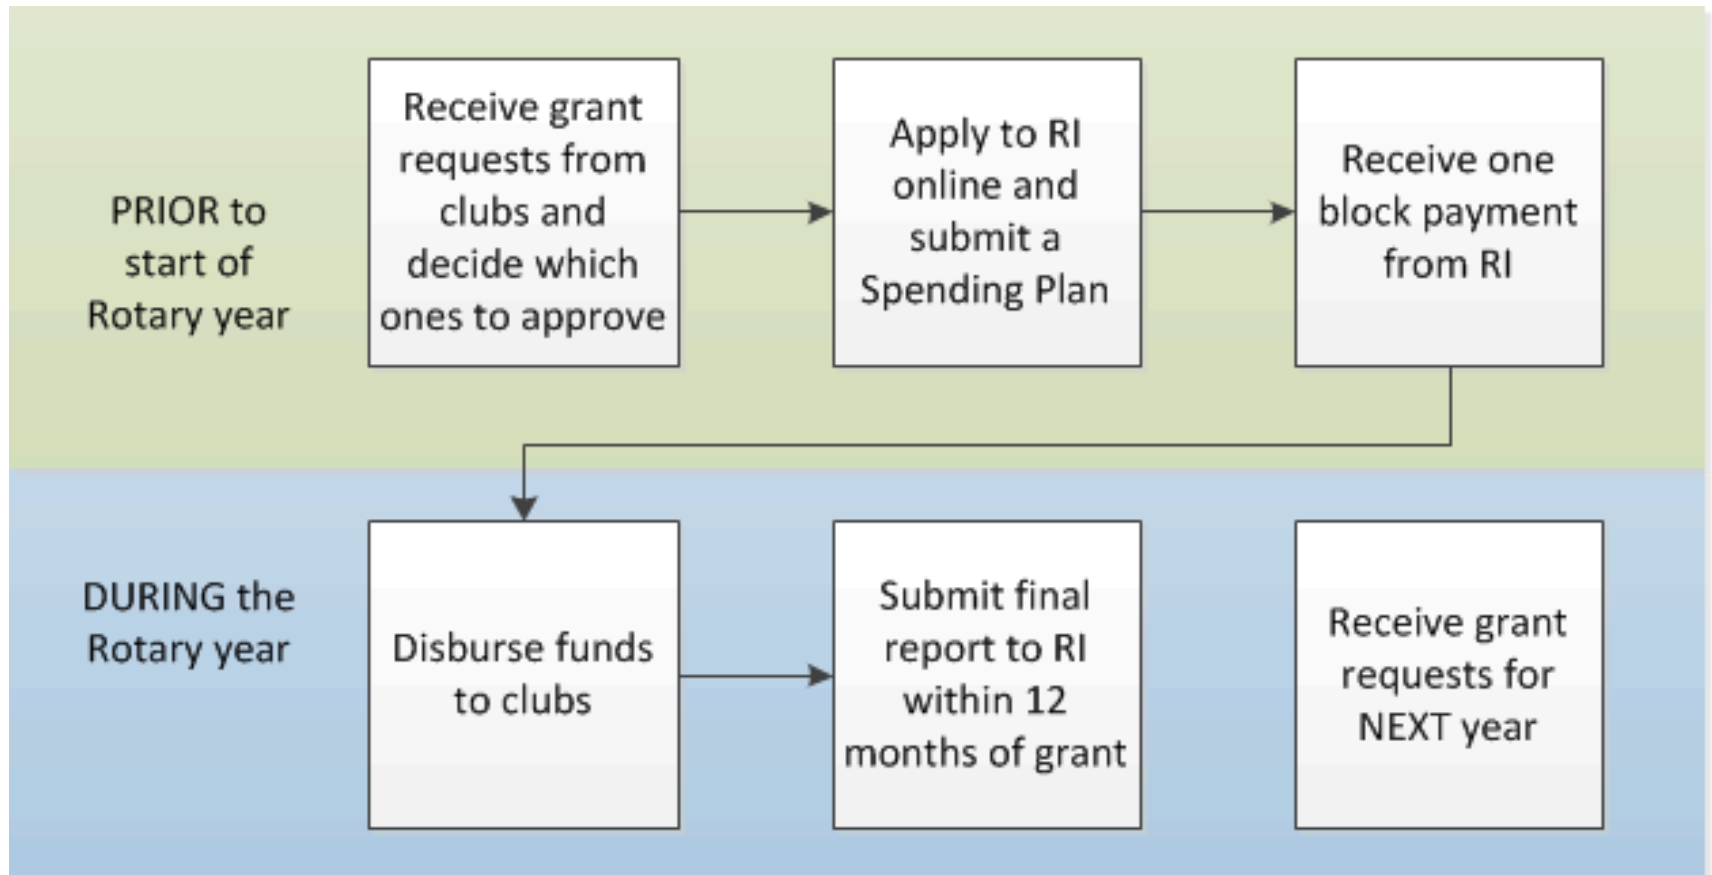 PRIOR to
start of
Rotary year
Receive grant
requests from
clubs and
decide which
ones to approve
Apply to RI
online and
submit a
Spending Plan
Receive one
block payment
from RI
DURING the
Rotary year
Disburse funds
to clubs
Submit final
report to RI
within 12
months of grant
Receive grant
requests for
NEXT year